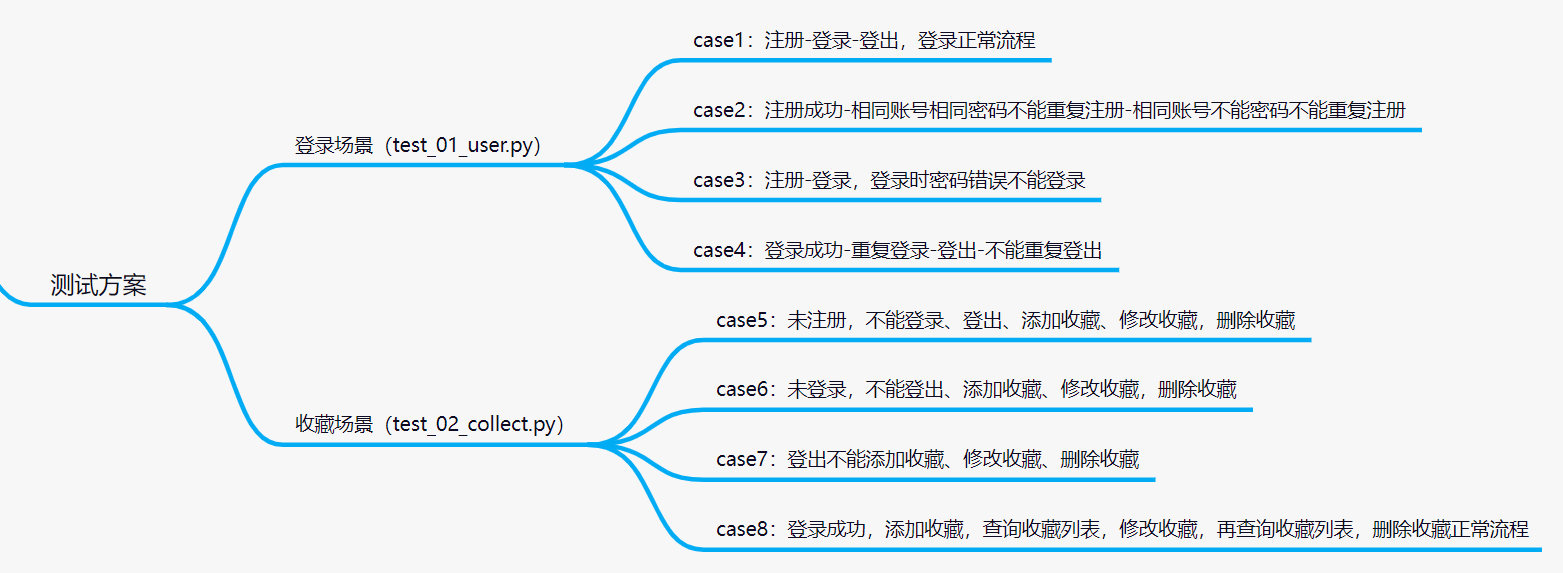 测试方案
登录场景（test_01_user.py）
case1：注册-登录-登出，登录正常流程
case2：注册成功-相同账号相同密码不能重复注册-相同账号不能密码不能重复注册
case3：注册-登录，登录时密码错误不能登录
case4：登录成功-重复登录-登出-不能重复登出
收藏场景（test_02_collect.py）
case5：未注册，不能登录、登出、添加收藏、修改收藏，删除收藏
case6：未登录，不能登出、添加收藏、修改收藏，删除收藏
case7：登出不能添加收藏、修改收藏、删除收藏
case8：登录成功，添加收藏，查询收藏列表，修改收藏，再查询收藏列表，删除收藏正常流程